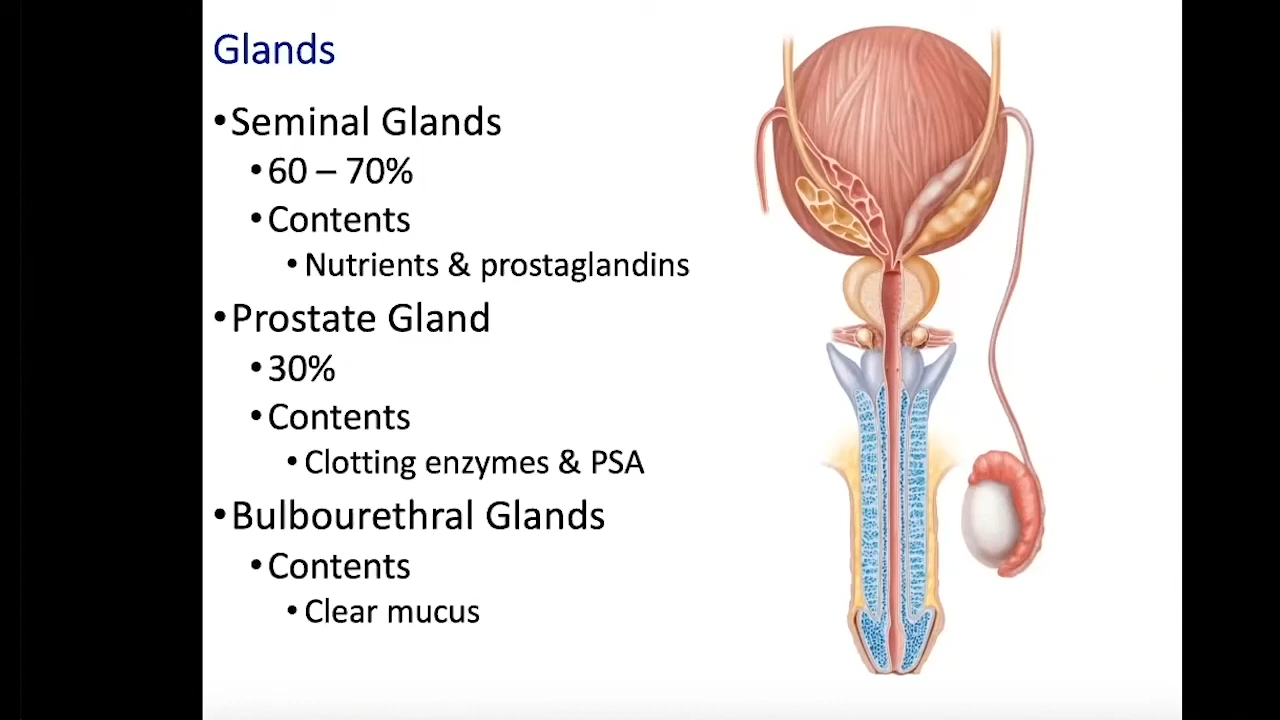 Glands
•Seminal Glands
•60 – 70%
•Contents
•Nutrients & prostaglandins
•Prostate Gland
•30%
•Contents
•Clotting enzymes & PSA
•Bulbourethral Glands
•Contents
•Clear mucus